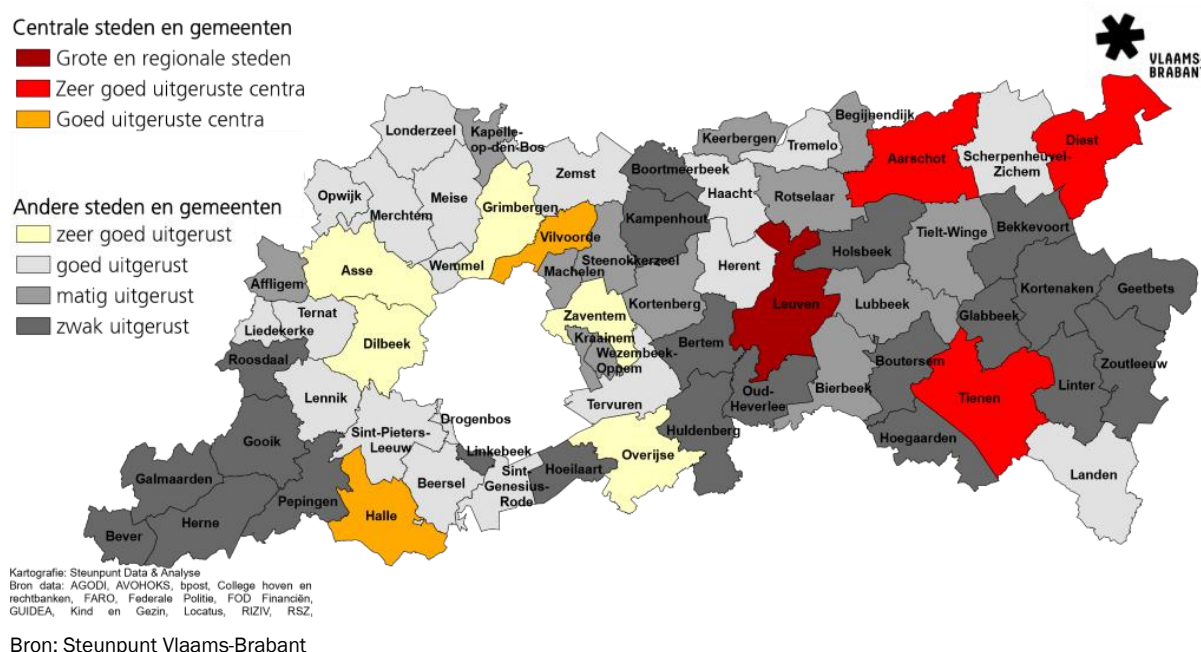 Centrale steden en gemeenten
Grote en regionale steden
Zeer goed uitgeruste centra
Goed uitgeruste centra
Andere steden en gemeenten
zeer goed uitgerust
goed uitgerust
matig uitgerust
zwak uitgerust
VLAAMS-
BRABANT
Londerzeel
Kapelle-
op-den-Bos
Keerbergen
Begijnendijk
Tremelo
Aarschot
Diest
Scherpenheuvel-
Zichem
Zemst
Boortmeerbeek
Haacht
Rotselaar
Opwijk
Meise
Merchtem
Grimbergen
Kampenhout
Tielt-Winge
Bekkevoort
Vilvoorde
Holsbeek
Asse
Wemmel
Steenokkerzeel
Machelen
Herent
Affligem
Kortenaken
Geetbets
Kortenberg
Leuven
Lubbeek
Glabbeek
Ternat
Liedekerke
Zaventem
Dilbeek
Kraainem
Wezembeek-
Oppem
Bertem
Roosdaal
Boutersem
Zoutleeuw
Linter
Bierbeek
Oud-
Heverlee
Tienen
Lennik
Tervuren
Drogenbos
Sint-Pieters-
Leeuw
Huldenberg
Gooik
Linkebeek
Overijse
Hoegaarden
Hoeilaart
Sint-
Genesius-
Rode
Landen
Galmaarden
Beersel
Pepingen
Halle
Herne
Bever
Kartografie: Steunpunt Data & Analyse
Bron data: AGODI, AVOHOKS, bpost, College hoven en
rechtbanken, FARO, Federale Politie, FOD Financiën,
GUIDEA, Kind en Gezin, Locatus, RIZIV, RSZ,
Bron: Steunpunt Vlaams-Brabant